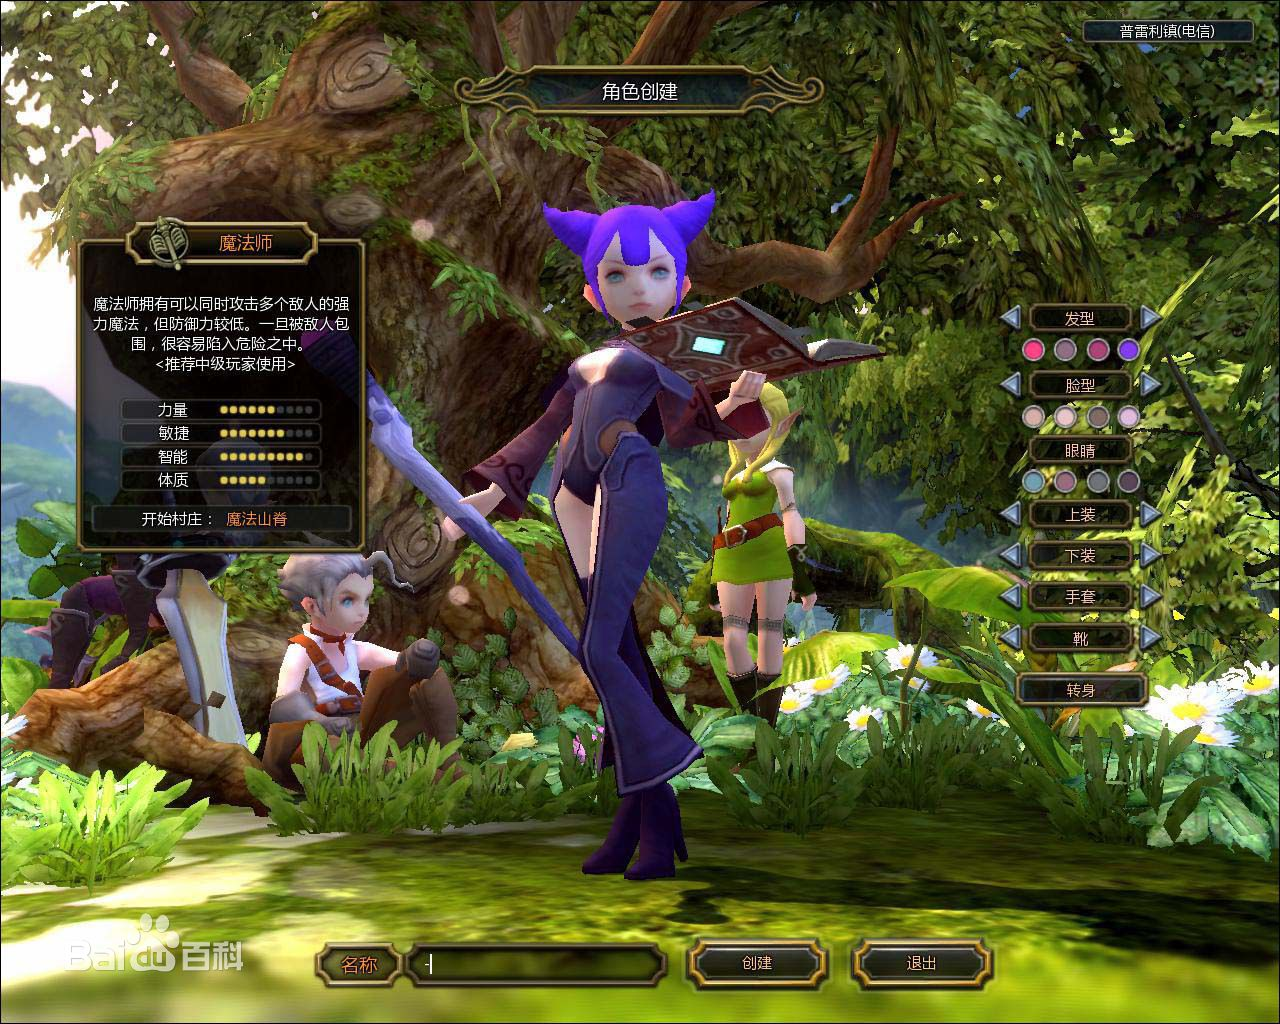 普雷利镇(电信)
角色创建
魔法师
魔法师拥有可以同时攻击多个敌人的强
力魔法，但防御力较低。一旦被敌人包
围，很容易陷入危险之中。
<推荐中级玩家使用>
力量
敏捷
智能
体质
开始村庄： 魔法山脊
发型
脸型
眼睛
上装
下装
手套
靴
转身
Baidu百科
名称
创建
退出